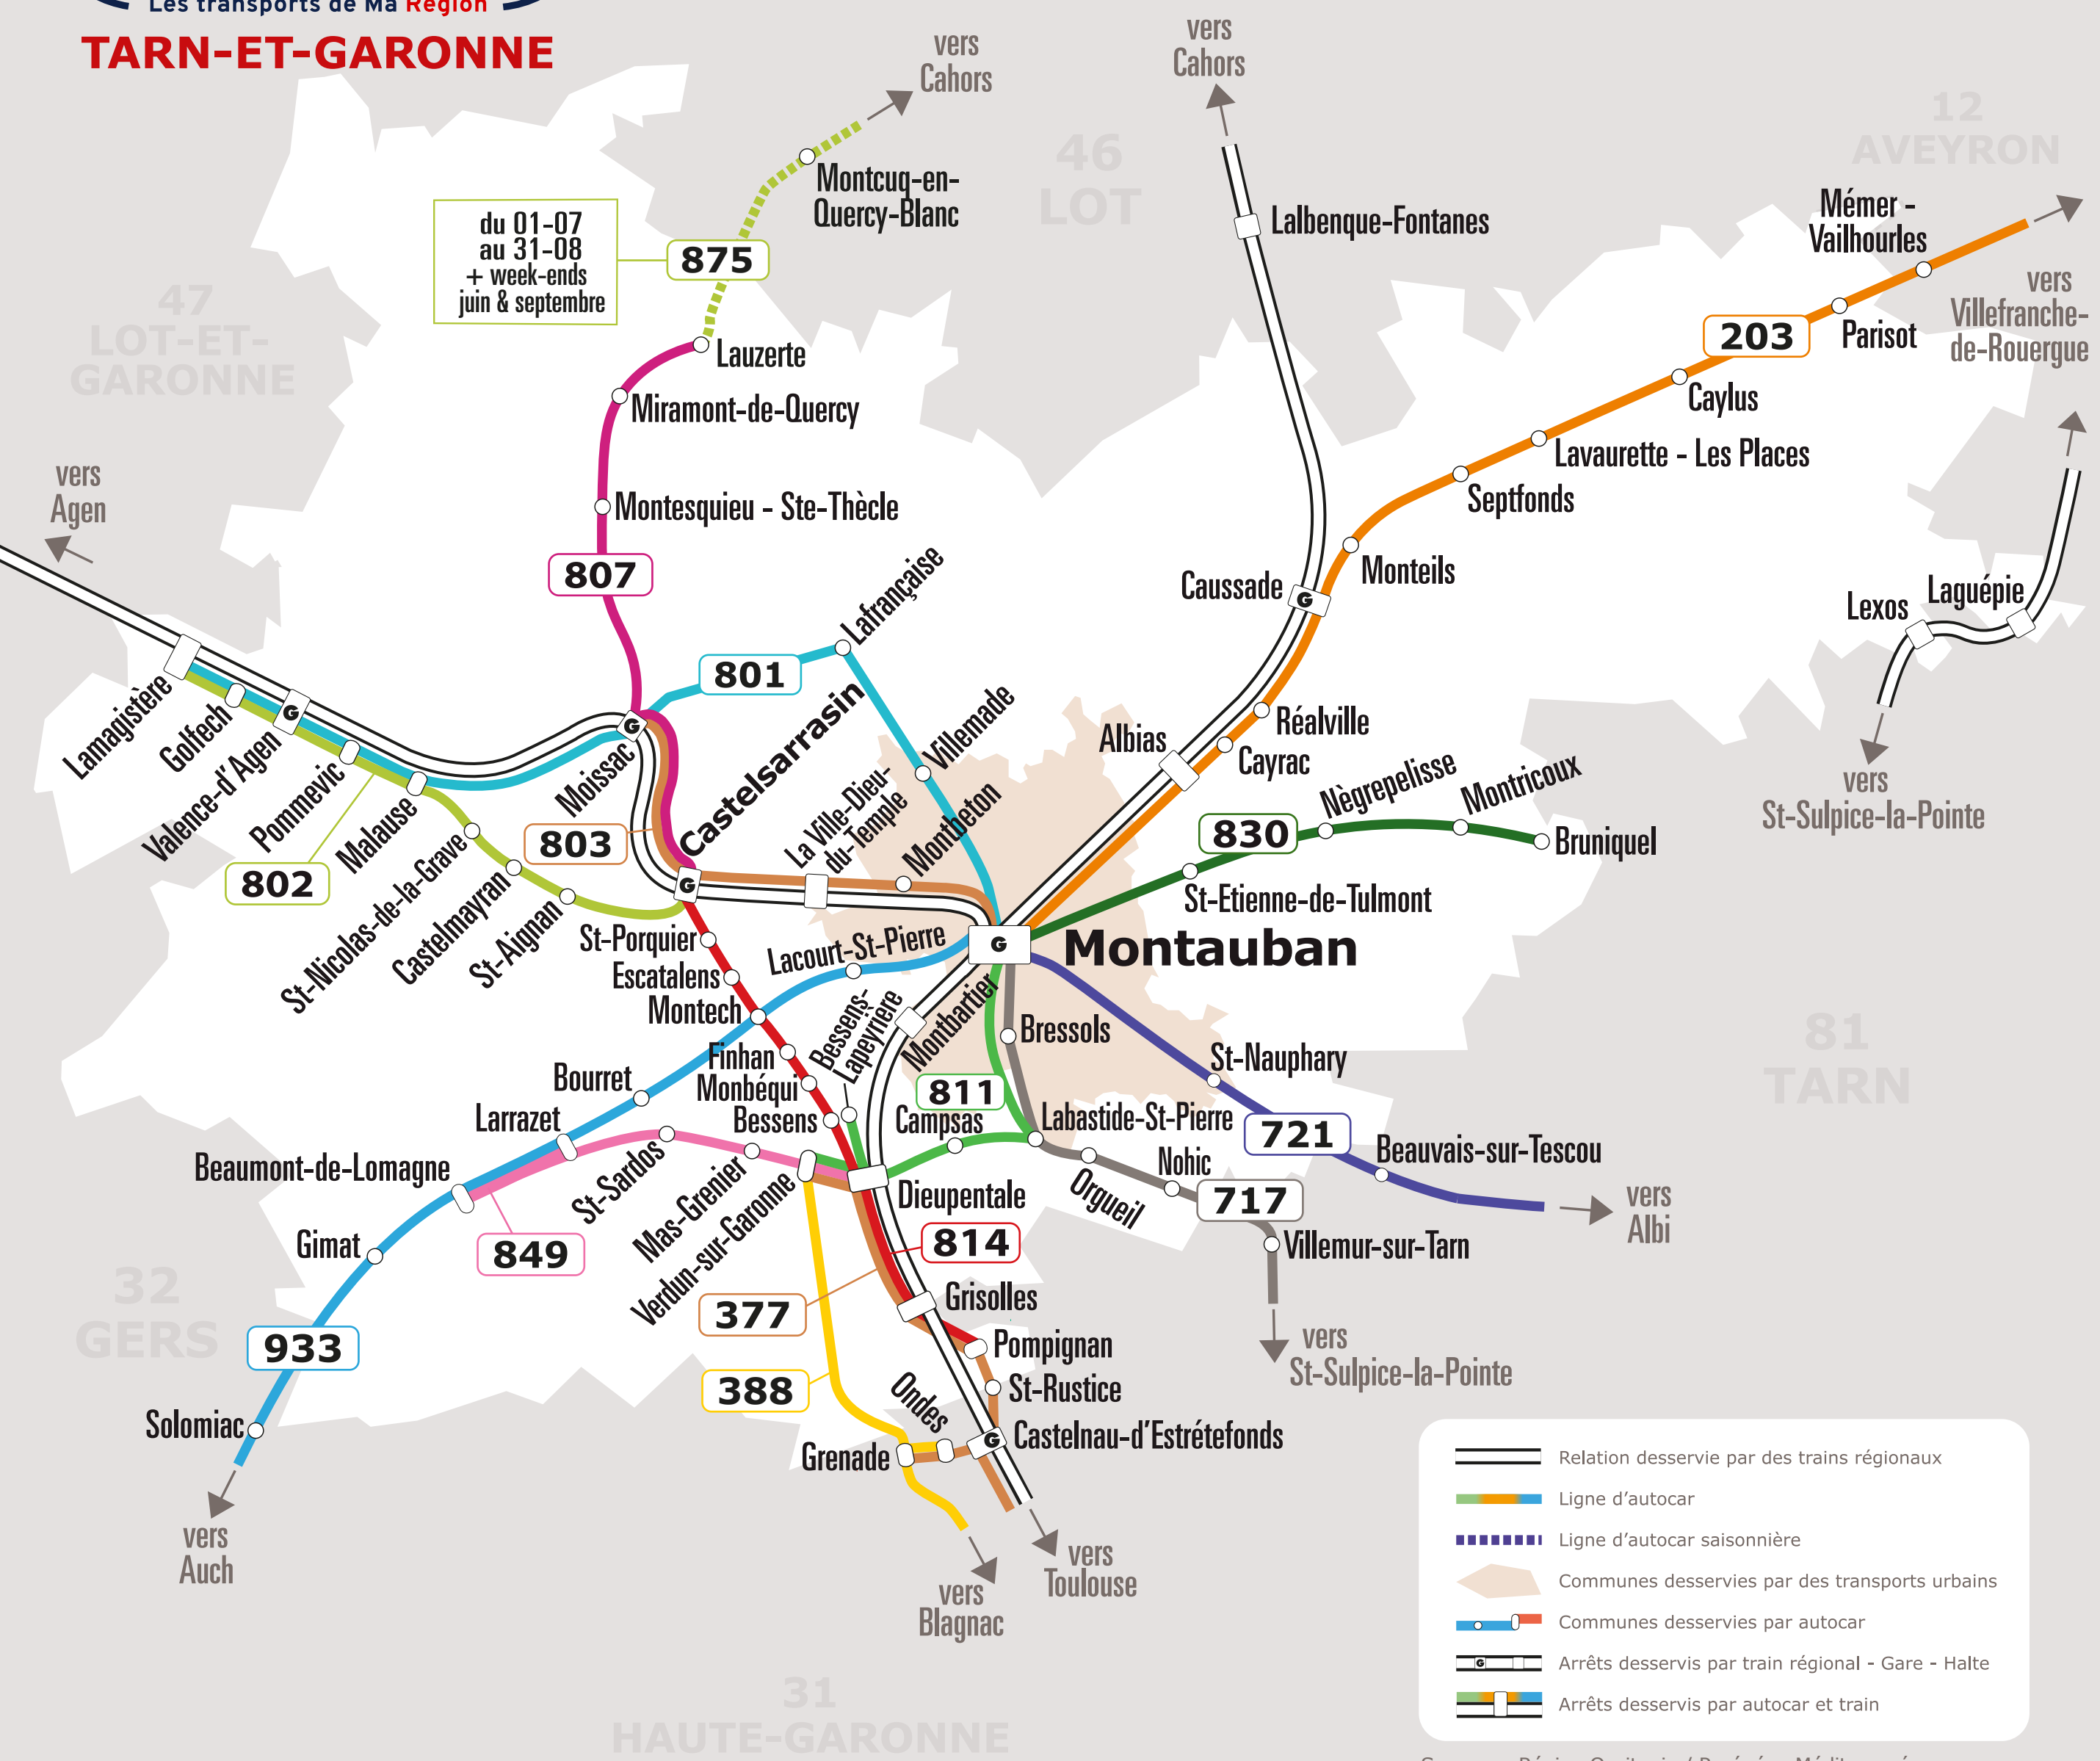 Les transports de Ma Région
TARN-ET-GARONNE
vers
Cahors
vers
Cahors
12
AVEYRON
46
LOT
Montcuq-en-
Quercy-Blanc
Mémer -
Vailhourles
du 01-07
au 31-08
+ week-ends
juin & septembre
875
Lalbenque-Fontanes
vers
Villefranche-
de-Rouergue
47
LOT-ET-
GARONNE
203
Parisot
Lauzerte
Miramont-de-Quercy
Caylus
Lavaurette - Les Places
vers
Agen
Montesquieu - Ste-Thècle
Septfonds
807
Lafrançaise
Monteils
Caussade
G
Lexos
Laguépie
801
Lamagistère
Golfech
Valence-d'Agen
G
Pommevic
Malause
Moissac
G
Castelsarrasin
G
Villemade
Réalville
Albias
Cayrac
vers
St-Sulpice-la-Pointe
803
802
La Ville-Dieu-
du-Temple
Montbeton
830
Nègrepelisse
Montricoux
Bruniquel
St-Nicolas-de-la-Grave
Castelmayran
St-Aignan
St-Etienne-de-Tulmont
St-Porquier
Lacourt-St-Pierre
G
Montauban
Escatalens
Montech
Bessens-
Lapeyrière
Montbartier
Bressols
81
TARN
Finhan
Monbéqui
Bessens
Bourret
811
St-Nauphary
Larrazet
Campsas
Labastide-St-Pierre
721
Beauvais-sur-Tescou
Beaumont-de-Lomagne
St-Sardos
Mas-Grenier
Verdun-sur-Garonne
Dieupentale
Orgueil
Nohic
717
vers
Albi
Gimat
849
814
Villemur-sur-Tarn
32
GERS
377
Grisolles
933
388
Pompignan
vers
St-Sulpice-la-Pointe
St-Rustice
Ondes
Solomiac
Grenade
G
Castelnau-d'Estrétefonds
vers
Auch
vers
Toulouse
vers
Blagnac
31
HAUTE-GARONNE
Relation desservie par des trains régionaux
Ligne d'autocar
Ligne d'autocar saisonnière
Communes desservies par des transports urbains
Communes desservies par autocar
G
Arrêts desservis par train régional - Gare - Halte
Arrêts desservis par autocar et train